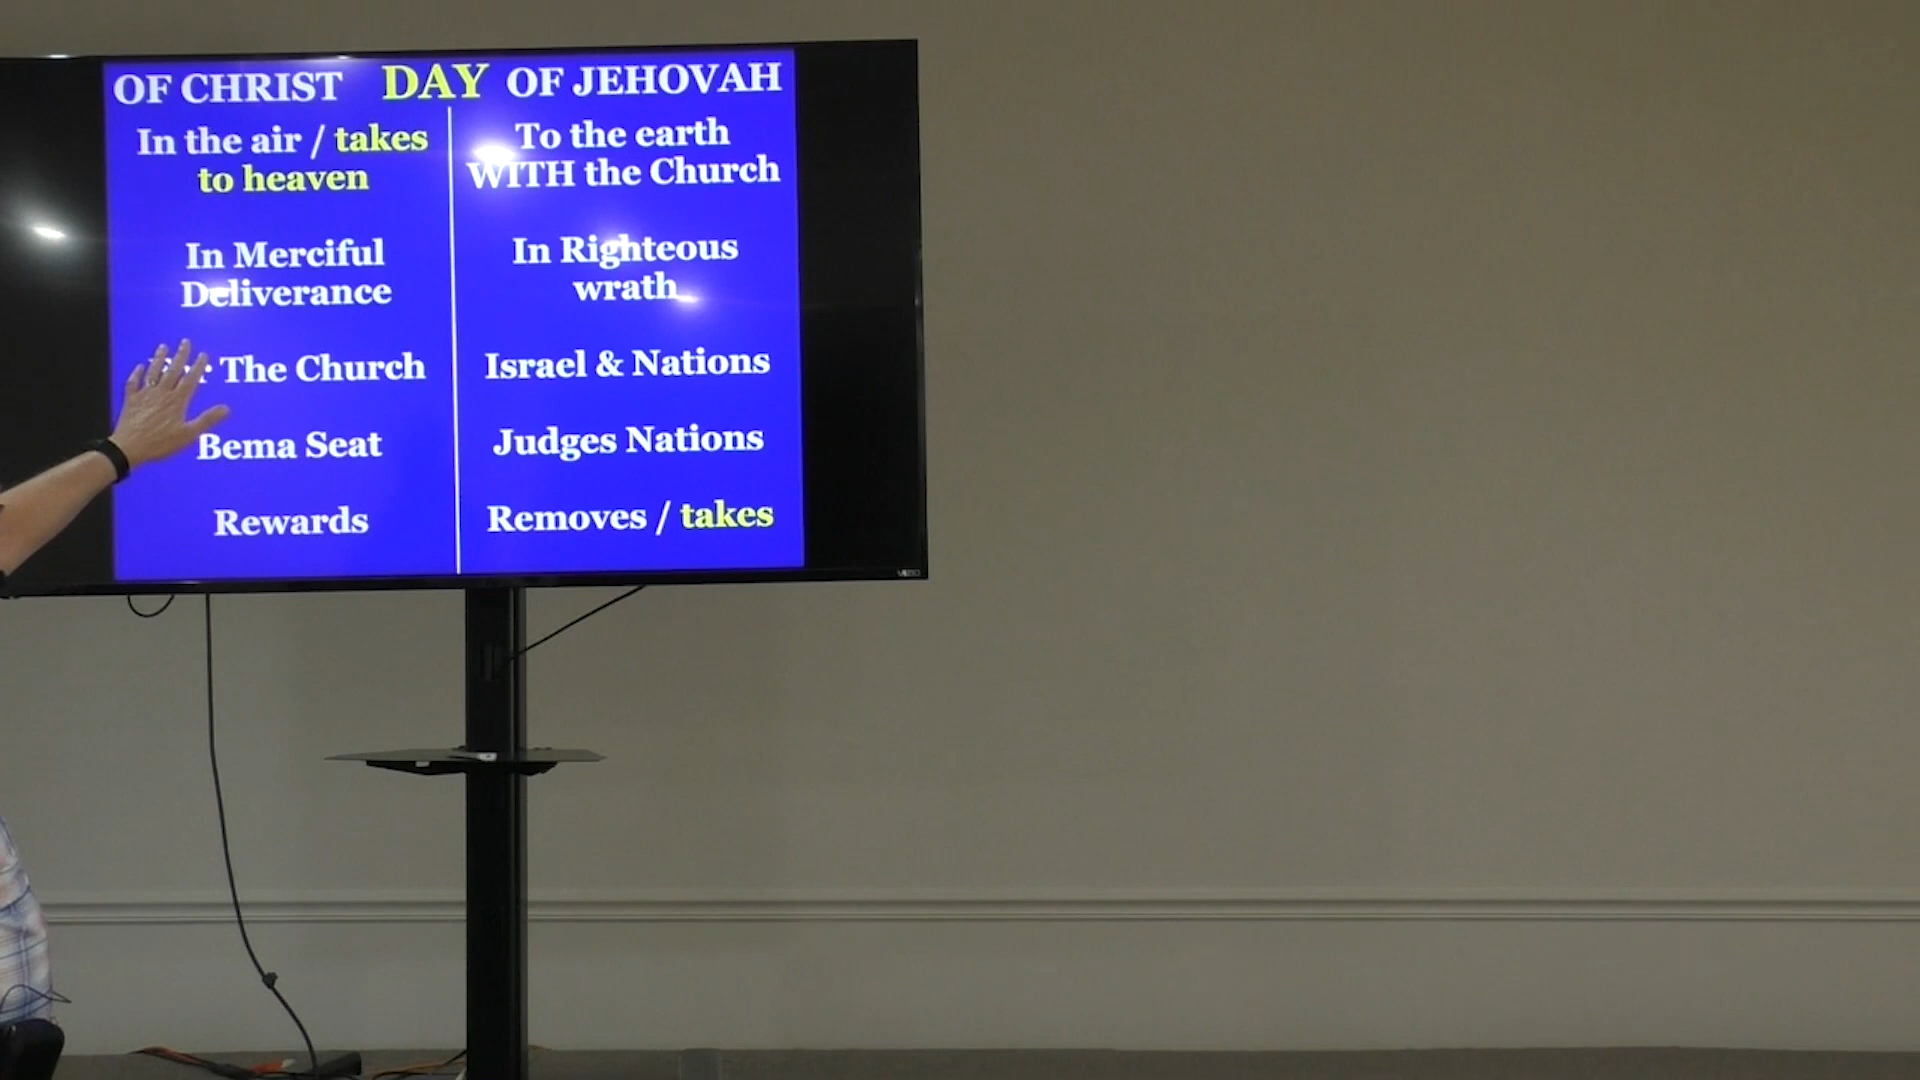 OF CHRIST DAY OF JEHOVAH
In the air / takes
to heaven
In Merciful
Deliverance
The Church
Bema Seat
Rewards
To the earth
WITH the Church
In Righteous
wrath
Israel & Nations
Judges Nations
Removes / takes
VIZIO